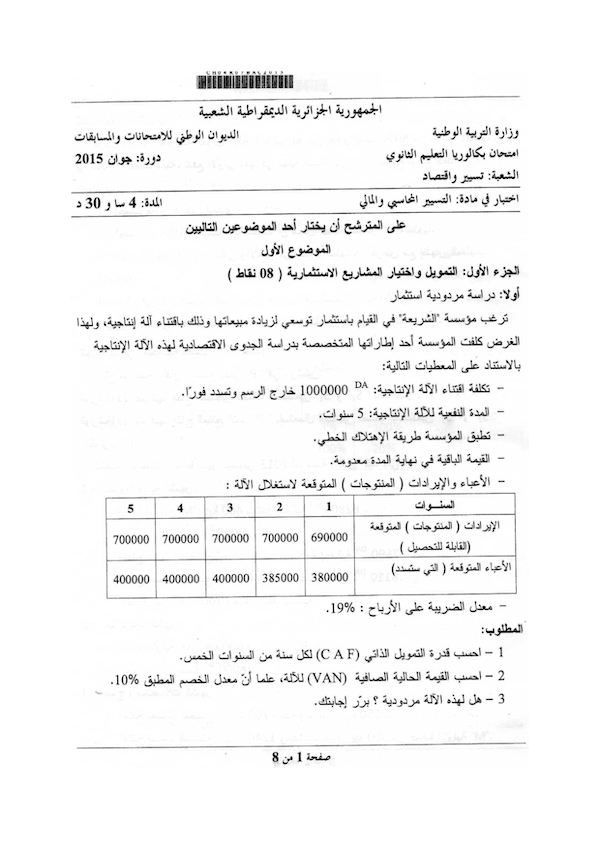 CH04X07BAC2015
الجمهورية الجزائرية الديمقراطية الشعبية
وزارة التربية الوطنية
الديوان الوطني للامتحانات والمسابقات
امتحان بكالوريا التعليم الثانوي
دورة: جوان 2015
الشعبة: تسيير واقتصاد
اختبار في مادة: التسيير المحاسبي والمالي
المدة: 4 سا و 30 د
على المترشح أن يختار أحد الموضوعين التاليين
الموضوع الأول
الجزء الأول: التمويل واختيار المشاريع الاستثمارية ( 08 نقاط )
أولا: دراسة مردودية استثمار
ترغب مؤسسة "الشريعة" في القيام باستثمار توسعي لزيادة مبيعاتها وذلك باقتناء آلة إنتاجية، ولهذا
الغرض كلفت المؤسسة أحد إطاراتها المتخصصة بدراسة الجدوى الاقتصادية لهذه الآلة الإنتاجية
بالاستناد على المعطيات التالية:
– تكلفة اقتناء الآلة الإنتاجية: 1000000 DA خارج الرسم وتسدد فورًا.
– المدة النفعية للآلة الإنتاجية: 5 سنوات.
– تطبق المؤسسة طريقة الإهتلاك الخطي.
– القيمة الباقية في نهاية المدة معدومة.
– الأعباء والإيرادات ( المنتوجات ) المتوقعة لاستغلال الآلة :
السنــوات 1 2 3 4 5
الإيرادات ( المنتوجات ) المتوقعة
(القابلة للتحصيل )
690000 700000 700000 700000 700000
الأعباء المتوقعة ( التي ستسدد)
380000 385000 400000 400000 400000
– معدل الضريبة على الأرباح : 19%.
المطلوب:
1 – احسب قدرة التمويل الذاتي (C A F) لكل سنة من السنوات الخمس.
2 – احسب القيمة الحالية الصافية (VAN) للآلة، علما أنّ معدل الخصم المطبق 10%.
3 – هل لهذه الآلة مردودية ؟ برّر إجابتك.
صفحة 1 من 8